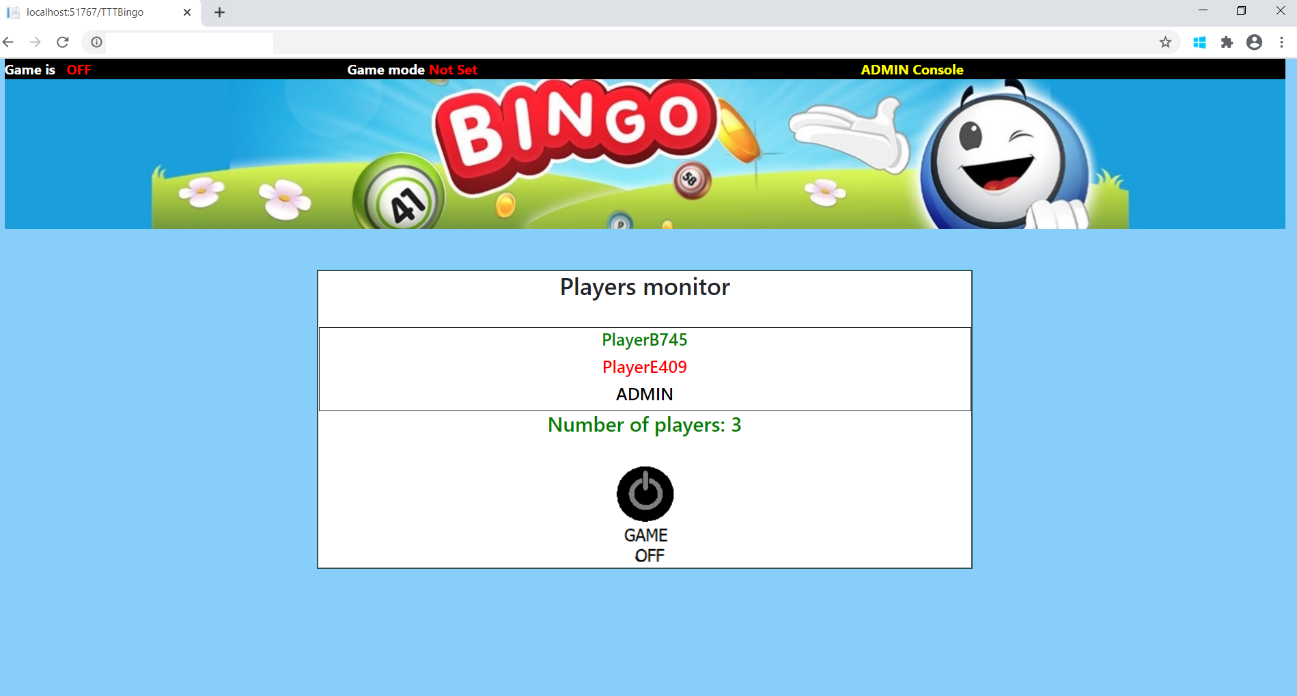 localhost:51767/TTTBingo
Game is OFF
Game mode Not Set
ADMIN Console
BINGO
41
58
Players monitor
PlayerB745
PlayerE409
ADMIN
Number of players: 3
GAME
OFF